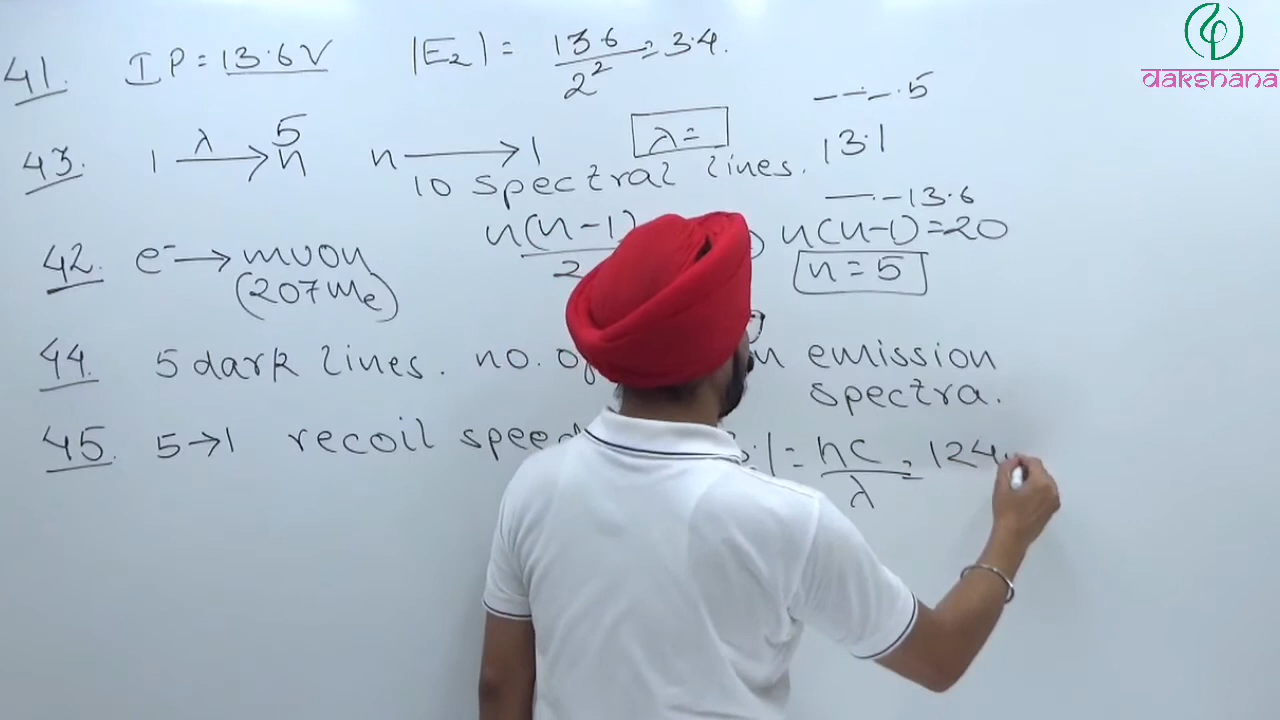 dakshana
41. IP = 13.6V |E₂| = 13.6/2² = 3.4.
.5
43. 1 λ→ n 5 n → 1 λ = 13.1
10 spectral lines.
13.6
n(n-1)/2 n(n-1)=20
42. e⁻ → muon n = 5
(207Me)
44. 5 dark lines. no. of emission
spectra.
45. 5→1 recoil speed = hc/λ = 124